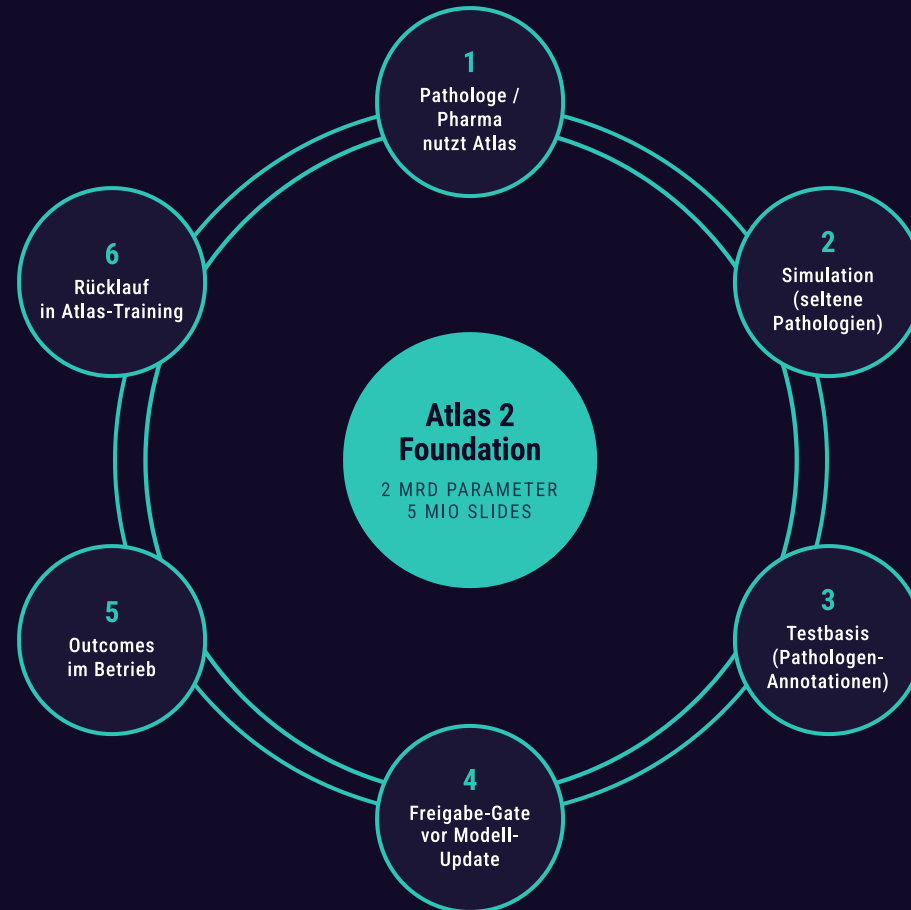 1
Pathologe /
Pharma
nutzt Atlas
2
Simulation
(seltene
Pathologien)
3
Testbasis
(Pathologen-
Annotationen)
4
Freigabe-Gate
vor Modell-
Update
5
Outcomes
im Betrieb
6
Rücklauf
in Atlas-Training
Atlas 2
Foundation
2 MRD PARAMETER
5 MIO SLIDES